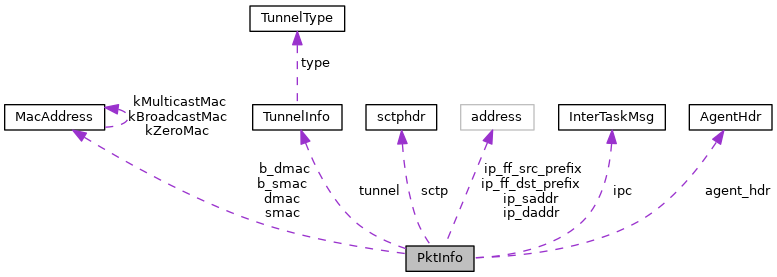 TunnelType
type
kMulticastMac
kBroadcastMac
kZeroMac
MacAddress
TunnelInfo
sctphdr
address
InterTaskMsg
AgentHdr
b_dmac
b_smac
dmac
smac
tunnel
sctp
ip_ff_src_prefix
ip_ff_dst_prefix
ip_saddr
ip_daddr
ipc
agent_hdr
PktInfo